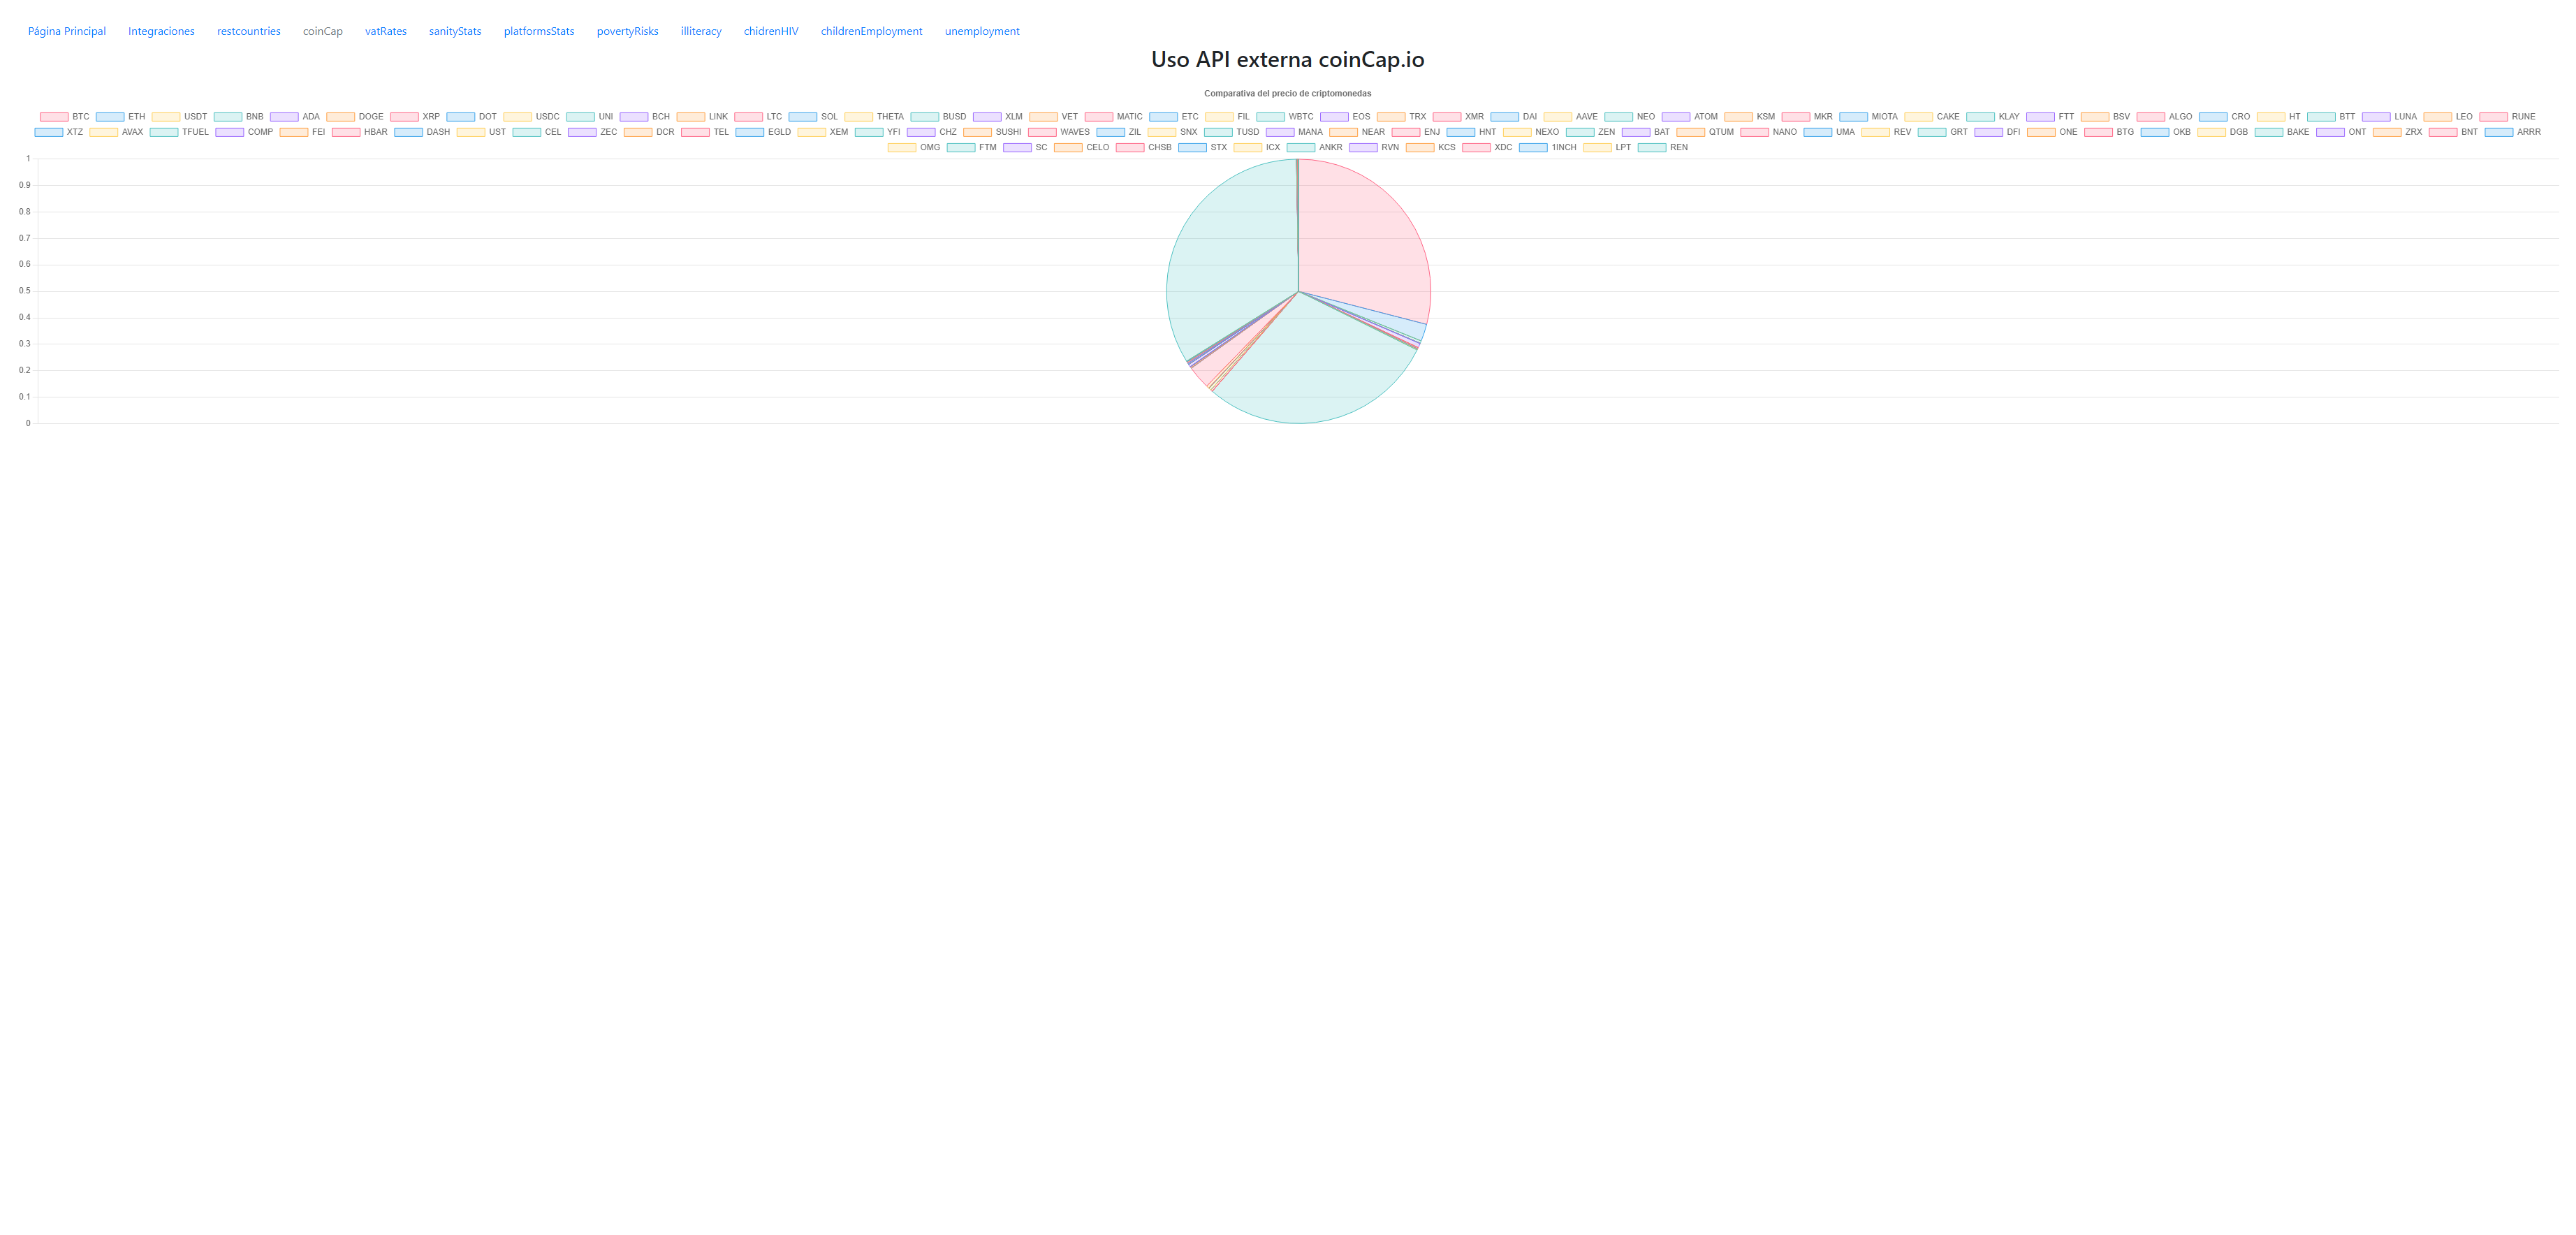 Página Principal Integraciones restcountries coinCap vatRates sanityStats platformsStats povertyRisks illiteracy chidrenHIV childrenEmployment unemployment
Uso API externa coinCap.io
Comparativa del precio de criptomonedas
BTC ETH USDT BNB ADA DOGE XRP DOT USDC UNI BCH LINK LTC SOL THETA BUSD XLM VET MATIC ETC FIL WBTC EOS TRX XMR DAI AAVE NEO ATOM KSM MKR MIOTA CAKE KLAY FTT BSV ALGO CRO HT BTT LUNA LEO RUNE
XTZ AVAX TFUEL COMP FEI HBAR DASH UST CEL ZEC DCR TEL EGLD XEM YFI CHZ SUSHI WAVES ZIL SNX TUSD MANA NEAR ENJ HNT NEXO ZEN BAT QTUM NANO UMA REV GRT DFI ONE BTG OKB DGB BAKE ONT ZRX BNT ARRR
OMG FTM SC CELO CHSB STX ICX ANKR RVN KCS XDC 1INCH LPT REN
1
0.9
0.8
0.7
0.6
0.5
0.4
0.3
0.2
0.1
0